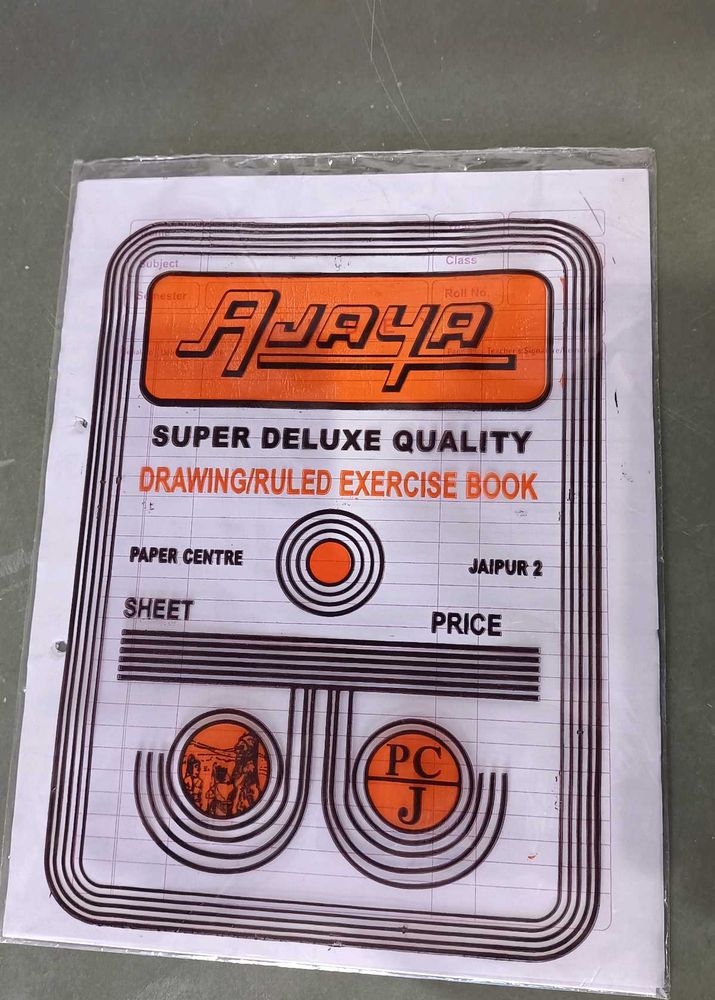 Subject
Class
Semester
Roll No.
AJAYA
SUPER DELUXE QUALITY
DRAWING/RULED EXERCISE BOOK
PAPER CENTRE
JAIPUR 2
SHEET
PRICE
PC
J